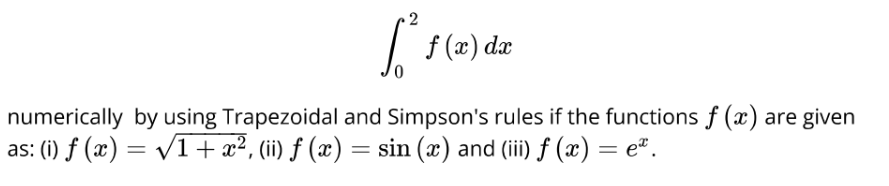 ∫₀² f (x) dx
numerically by using Trapezoidal and Simpson's rules if the functions f (x) are given
as: (i) f (x) = √(1 + x²), (ii) f (x) = sin (x) and (iii) f (x) = eˣ.